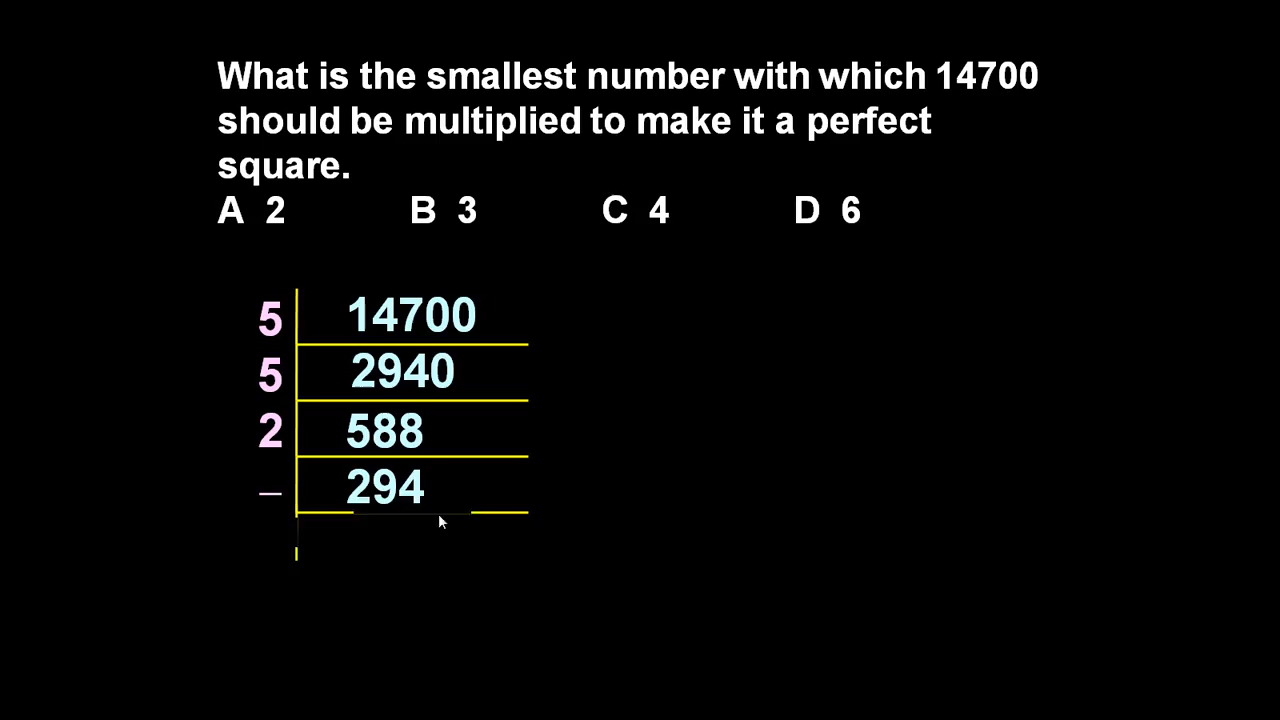 What is the smallest number with which 14700
should be multiplied to make it a perfect
square.
A 2 B 3 C 4 D 6
5 14700
5 2940
2 588
294